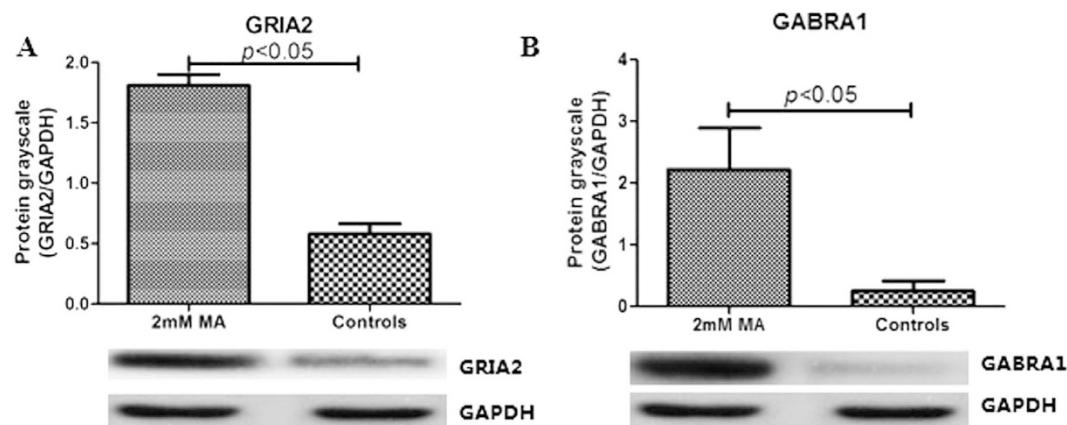 A
GRIA2
p<0.05
Protein grayscale
(GRIA2/GAPDH)
2.0
1.5
1.0
0.5
0.0
2mM MA Controls
GRIA2
GAPDH
B
GABRA1
p<0.05
Protein grayscale
(GABRA1/GAPDH)
4
3
2
1
0
2mM MA Controls
GABRA1
GAPDH